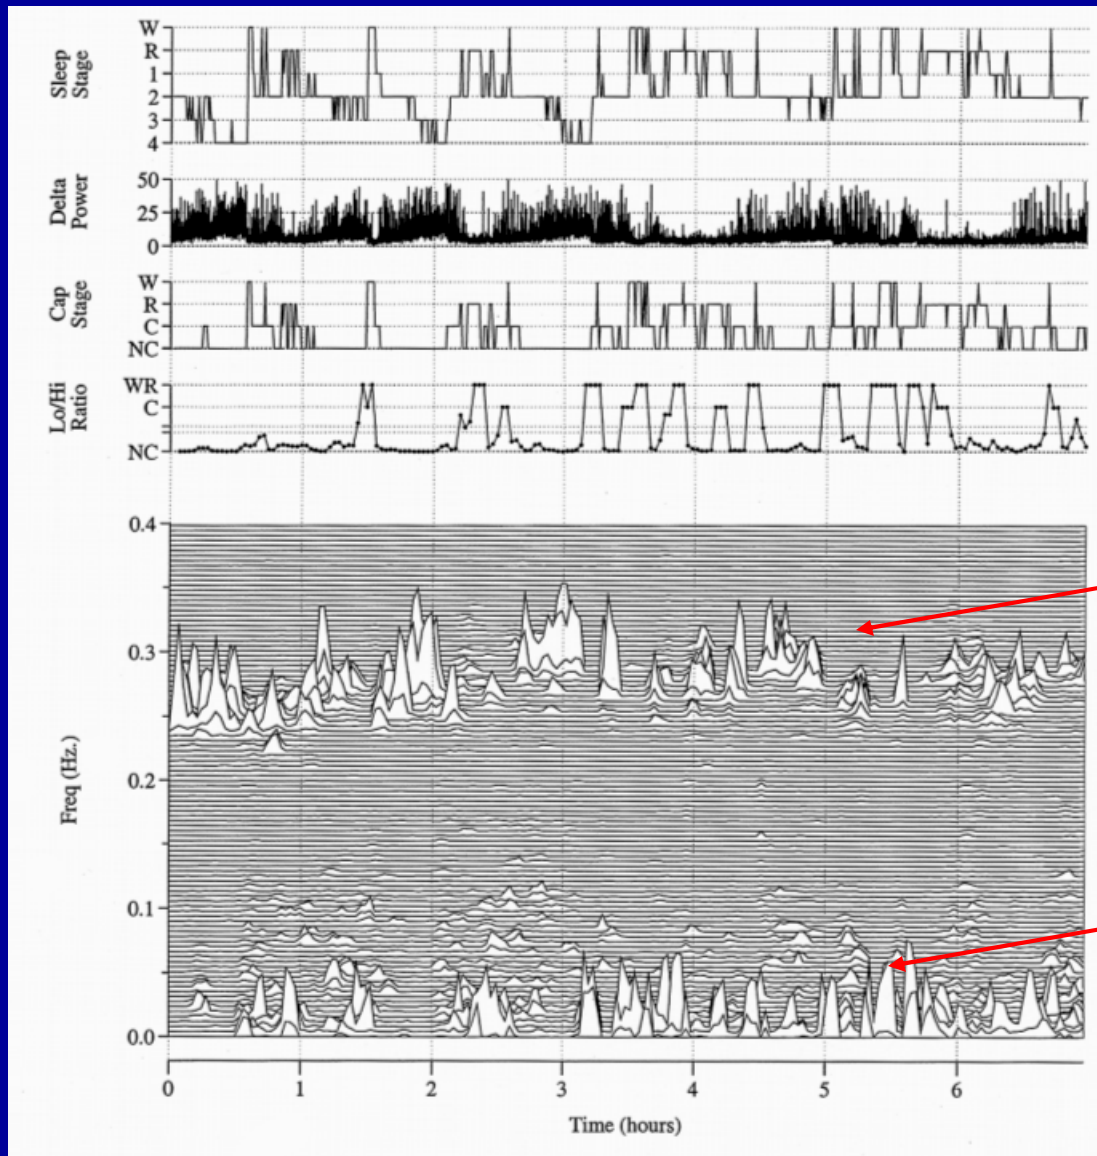 Sleep
Stage
W
R
1
2
3
4
Delta
Power
50
25
0
Cap
Stage
W
R
C
NC
Lo/Hi
Ratio
WR
C
NC
Freq (Hz.)
0.4
0.3
0.2
0.1
0.0
0 1 2 3 4 5 6
Time (hours)